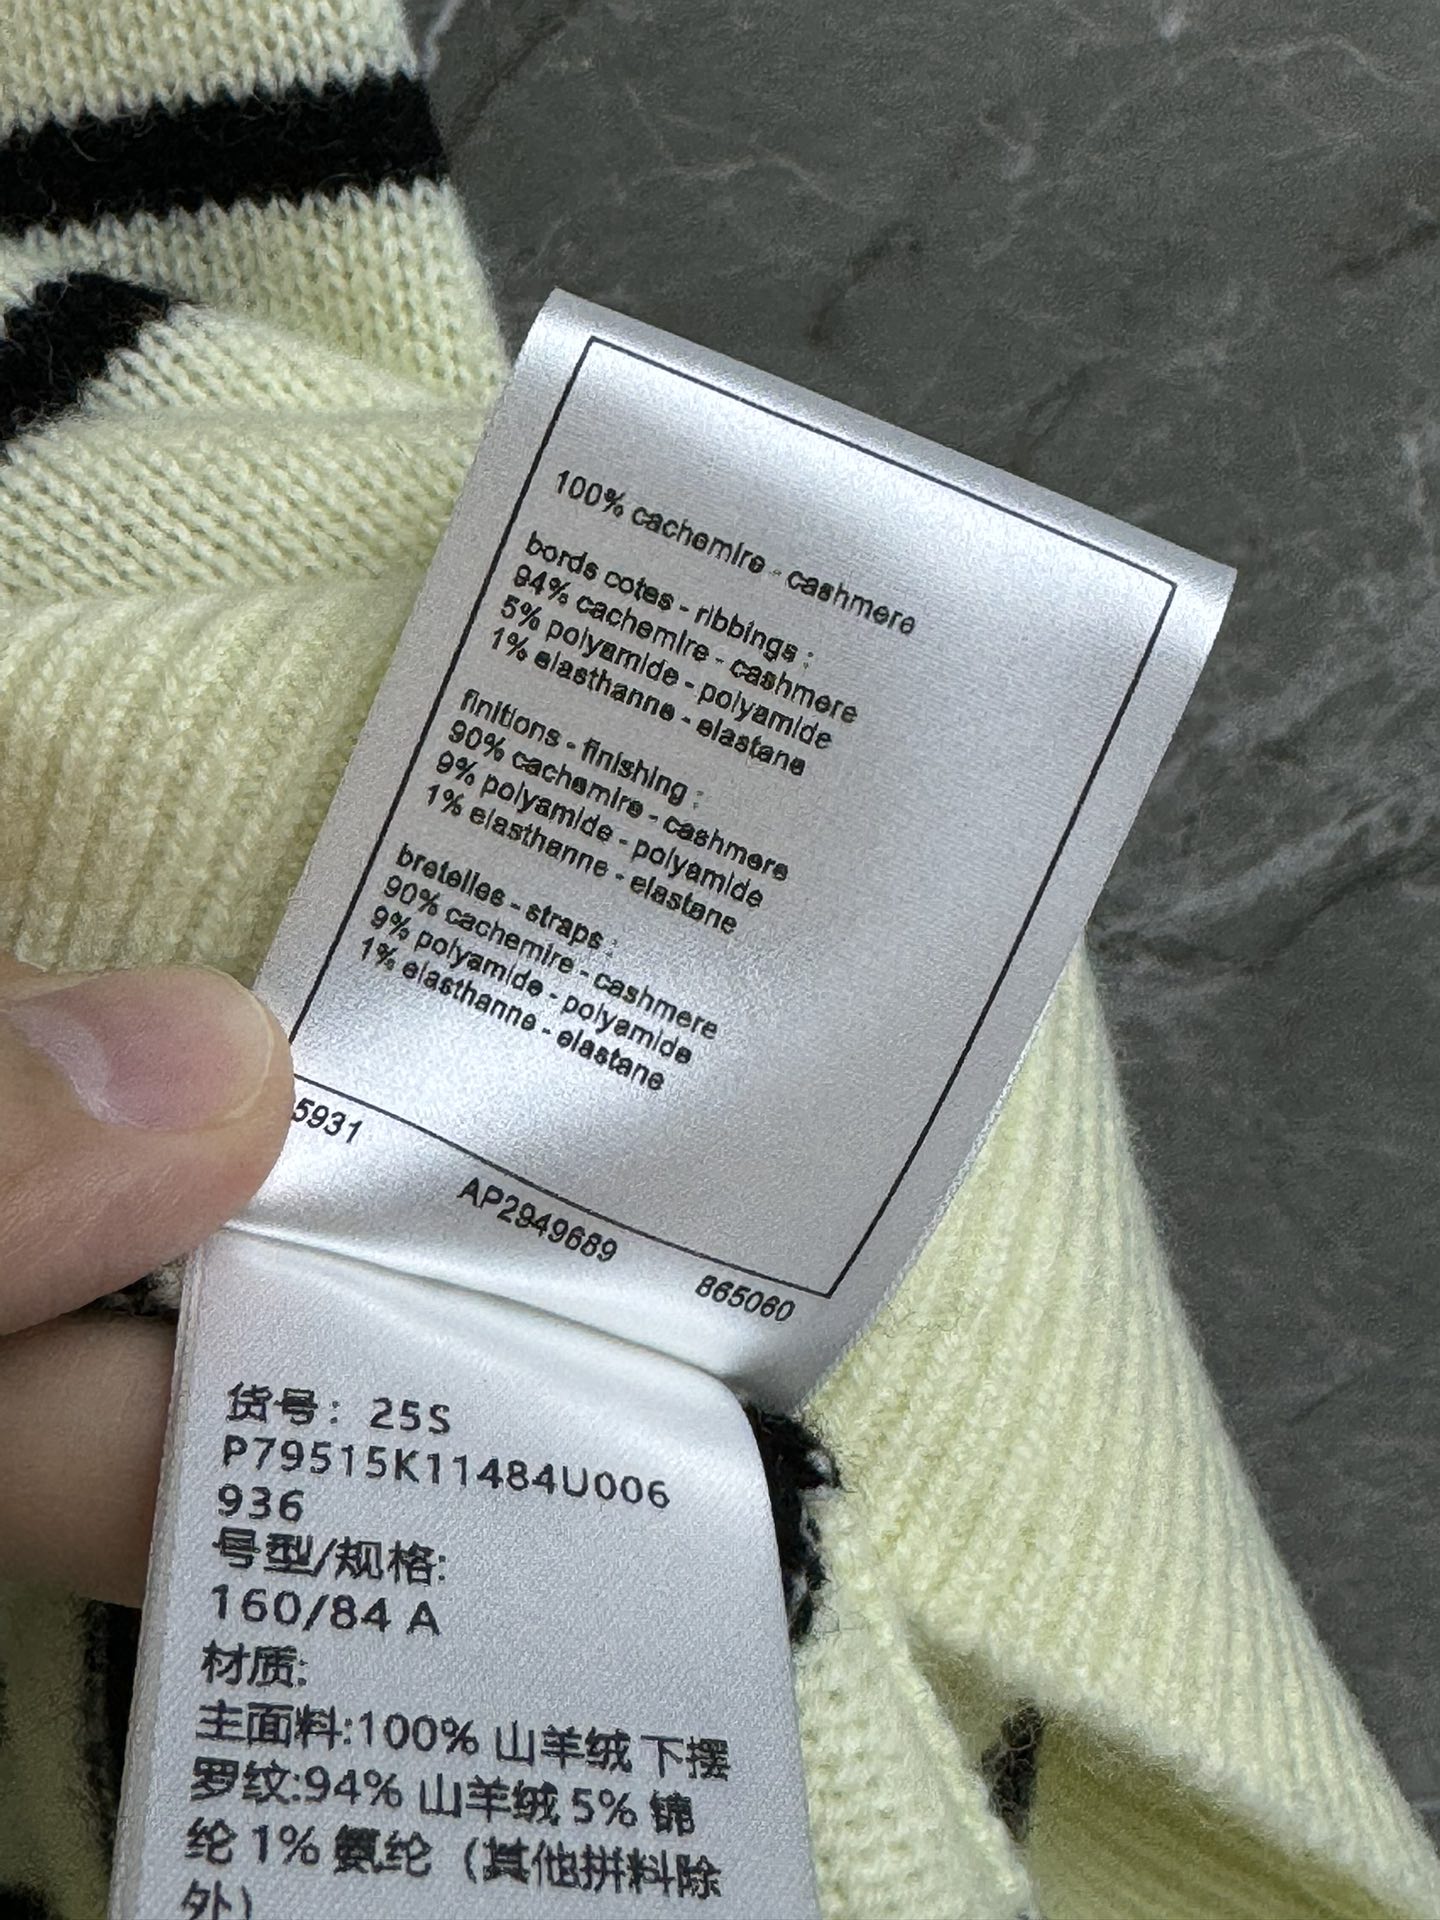 100% cachemire - cashmere
bords cotes - ribbings :
94% cachemire - cashmere
5% polyamide - polyamide
1% elasthanne - elastane
finitions - finishing :
90% cachemire - cashmere
9% polyamide - polyamide
1% elasthanne - elastane
bretelles - straps :
90% cachemire - cashmere
9% polyamide - polyamide
1% elasthanne - elastane
5931 AP2949689 865060
货号: 25S
P79515K11484U006
936
号型/规格:
160/84 A
材质:
主面料:100% 山羊绒 下摆
罗纹:94% 山羊绒 5% 锦
纶 1% 氨纶（其他拼料除
外）